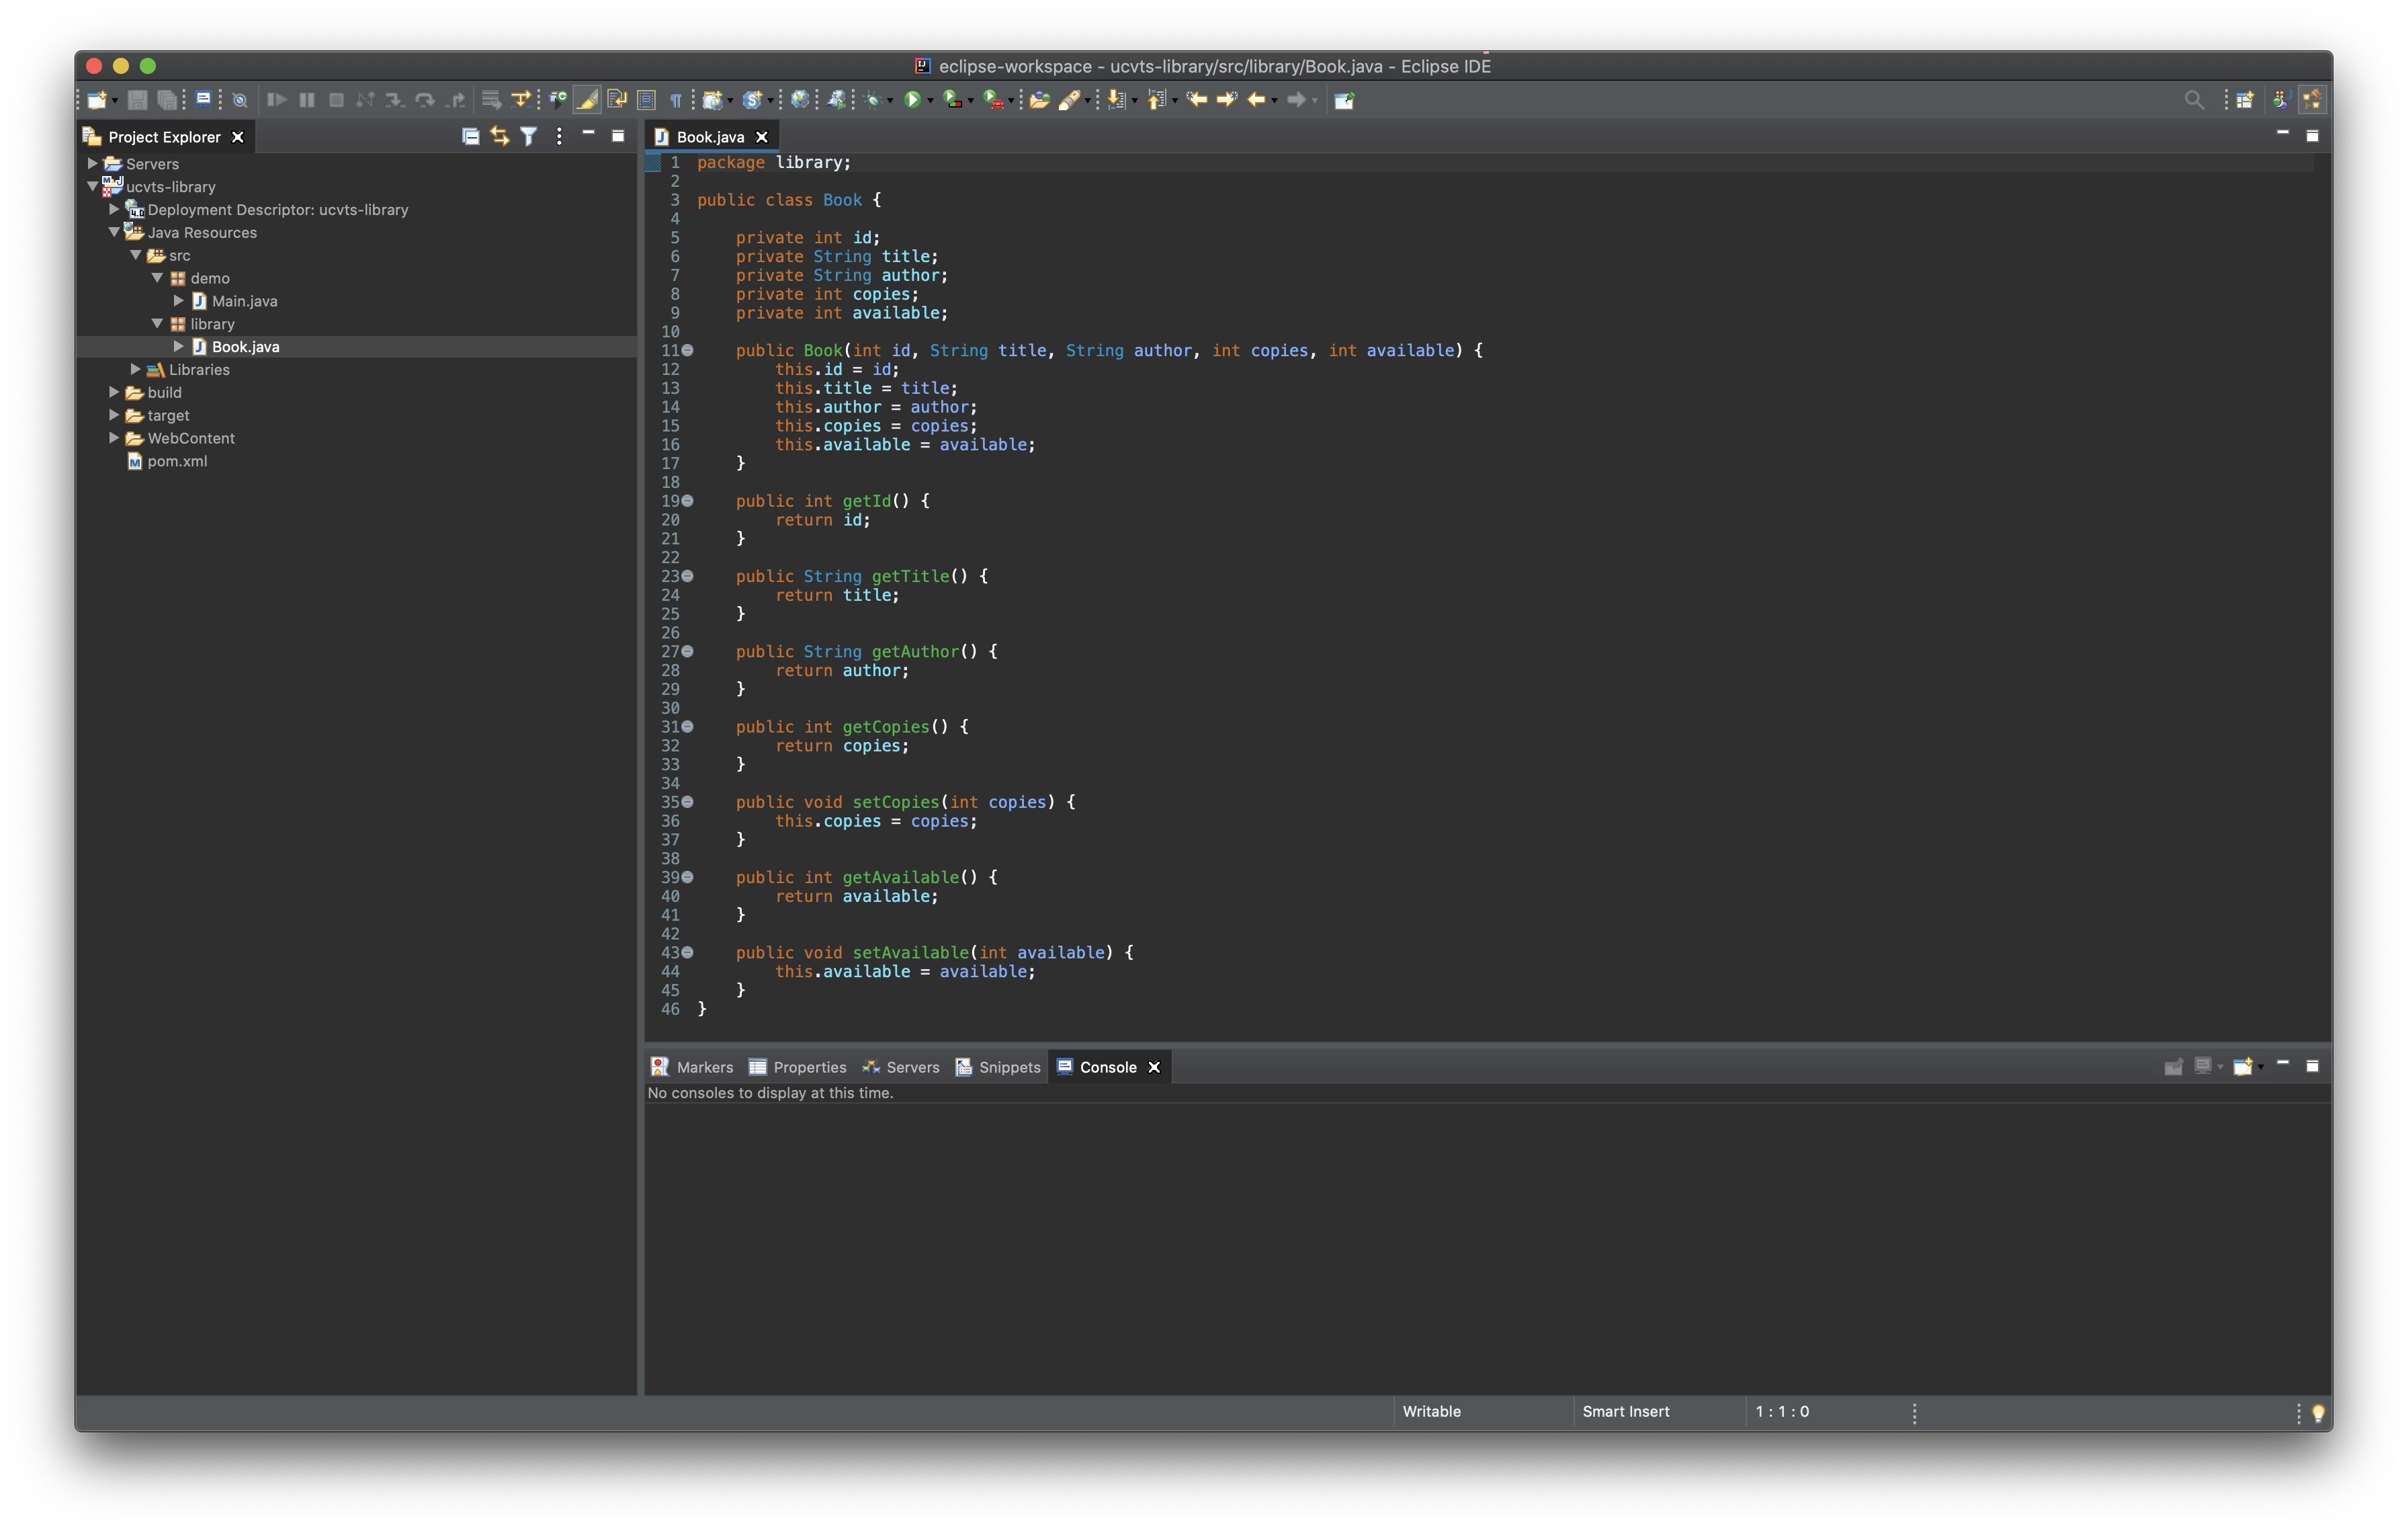 eclipse-workspace - ucvts-library/src/library/Book.java - Eclipse IDE
Project Explorer
Servers
ucvts-library
Deployment Descriptor: ucvts-library
Java Resources
src
demo
Main.java
library
Book.java
Libraries
build
target
WebContent
pom.xml
Book.java
1 package library;
2
3 public class Book {
4
5     private int id;
6     private String title;
7     private String author;
8     private int copies;
9     private int available;
10
11     public Book(int id, String title, String author, int copies, int available) {
12         this.id = id;
13         this.title = title;
14         this.author = author;
15         this.copies = copies;
16         this.available = available;
17     }
18
19     public int getId() {
20         return id;
21     }
22
23     public String getTitle() {
24         return title;
25     }
26
27     public String getAuthor() {
28         return author;
29     }
30
31     public int getCopies() {
32         return copies;
33     }
34
35     public void setCopies(int copies) {
36         this.copies = copies;
37     }
38
39     public int getAvailable() {
40         return available;
41     }
42
43     public void setAvailable(int available) {
44         this.available = available;
45     }
46 }
Markers Properties Servers Snippets Console
No consoles to display at this time.
Writable Smart Insert 1 : 1 : 0